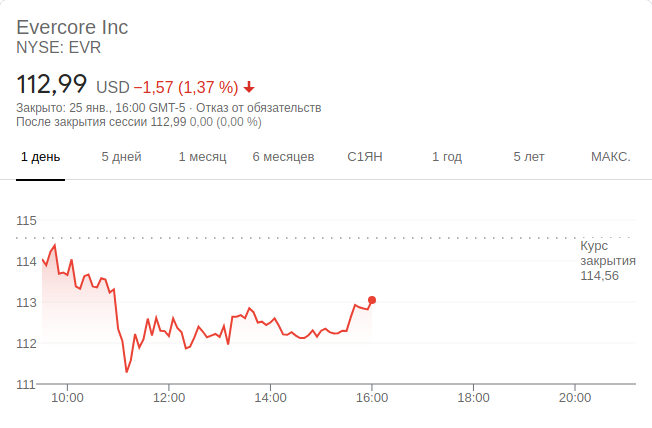 Evercore Inc
NYSE: EVR
112,99 USD −1,57 (1,37 %)
Закрыто: 25 янв., 16:00 GMT-5 · Отказ от обязательств
После закрытия сессии 112,99 0,00 (0,00 %)
1 день 5 дней 1 месяц 6 месяцев С1ЯН 1 год 5 лет МАКС.
115
Курс
закрытия
114,56
114
113
112
111
10:00 12:00 14:00 16:00 18:00 20:00